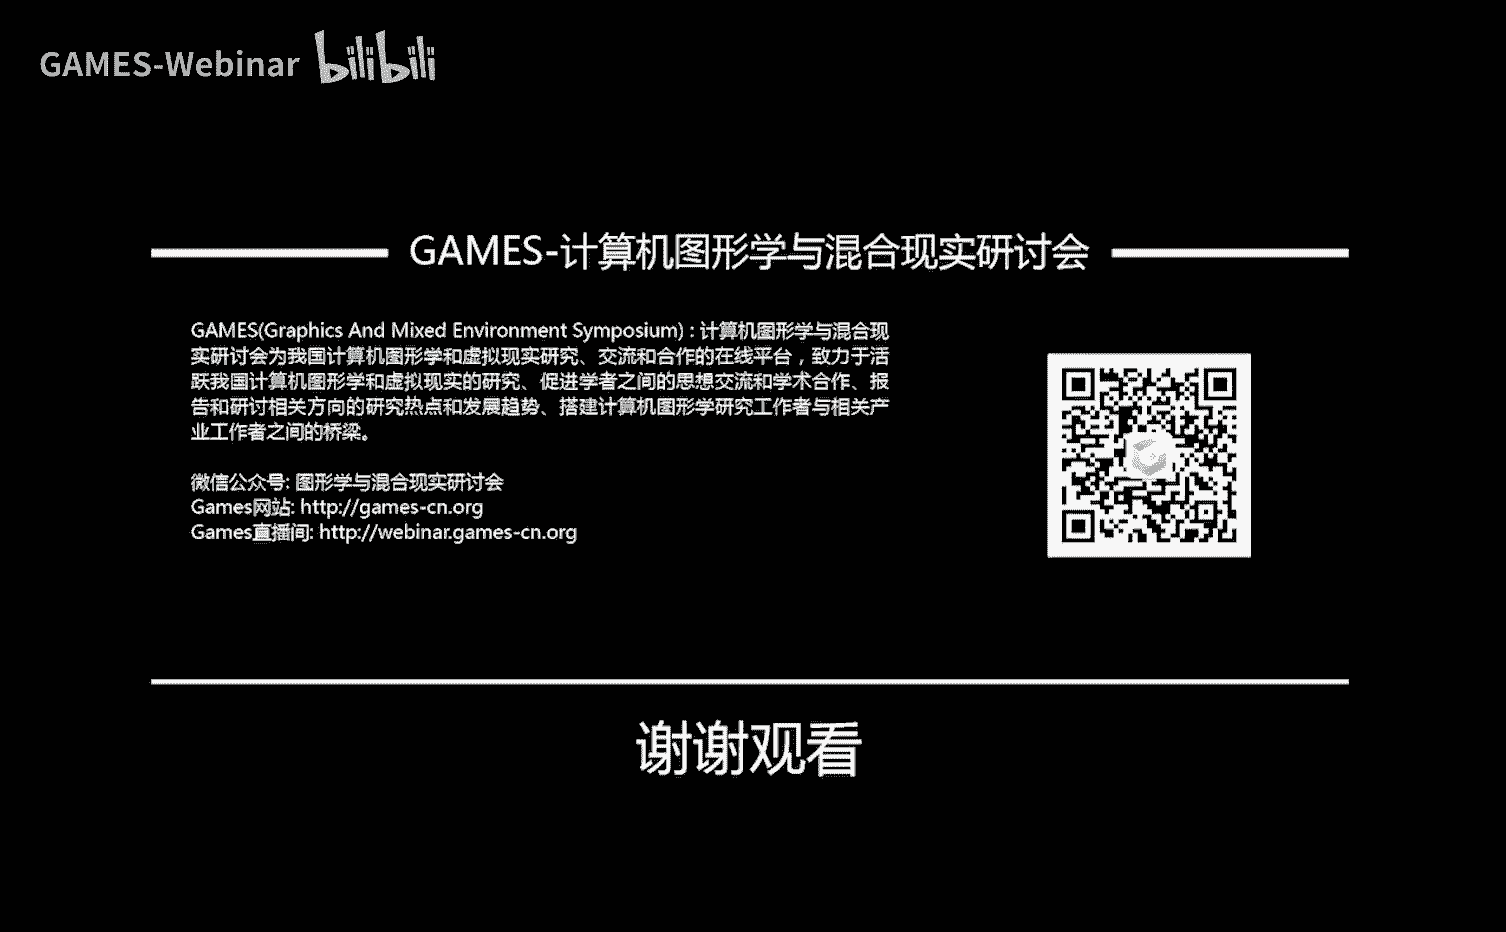 GAMES-Webinar bilibili
GAMES-计算机图形学与混合现实研讨会
GAMES(Graphics And Mixed Environment Symposium) : 计算机图形学与混合现
实研讨会为我国计算机图形学和虚拟现实研究、交流和合作的在线平台，致力于活
跃我国计算机图形学和虚拟现实的研究、促进学者之间的思想交流和学术合作、报
告和研讨相关方向的研究热点和发展趋势、搭建计算机图形学研究工作者与相关产
业工作者之间的桥梁。
微信公众号: 图形学与混合现实研讨会
Games网站: http://games-cn.org
Games直播间: http://webinar.games-cn.org
谢谢观看